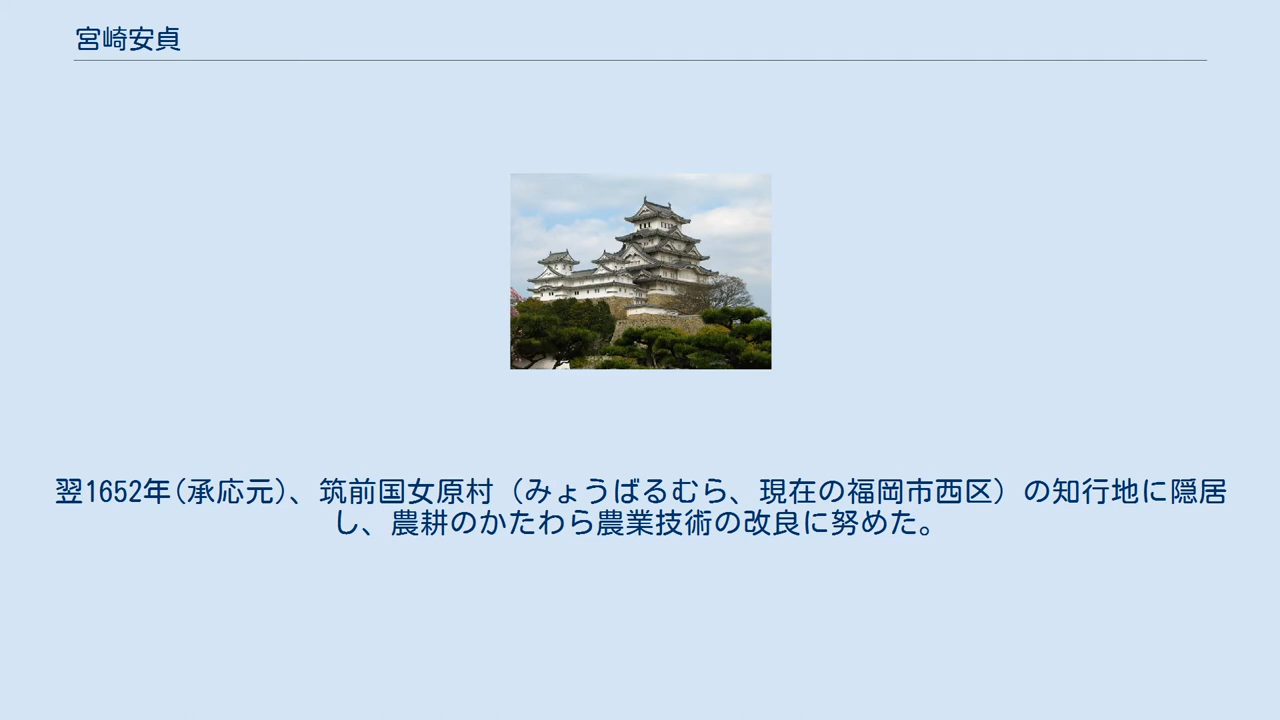 宮崎安貞
翌1652年(承応元)、筑前国女原村（みょうばるむら、現在の福岡市西区）の知行地に隠居
し、農耕のかたわら農業技術の改良に努めた。